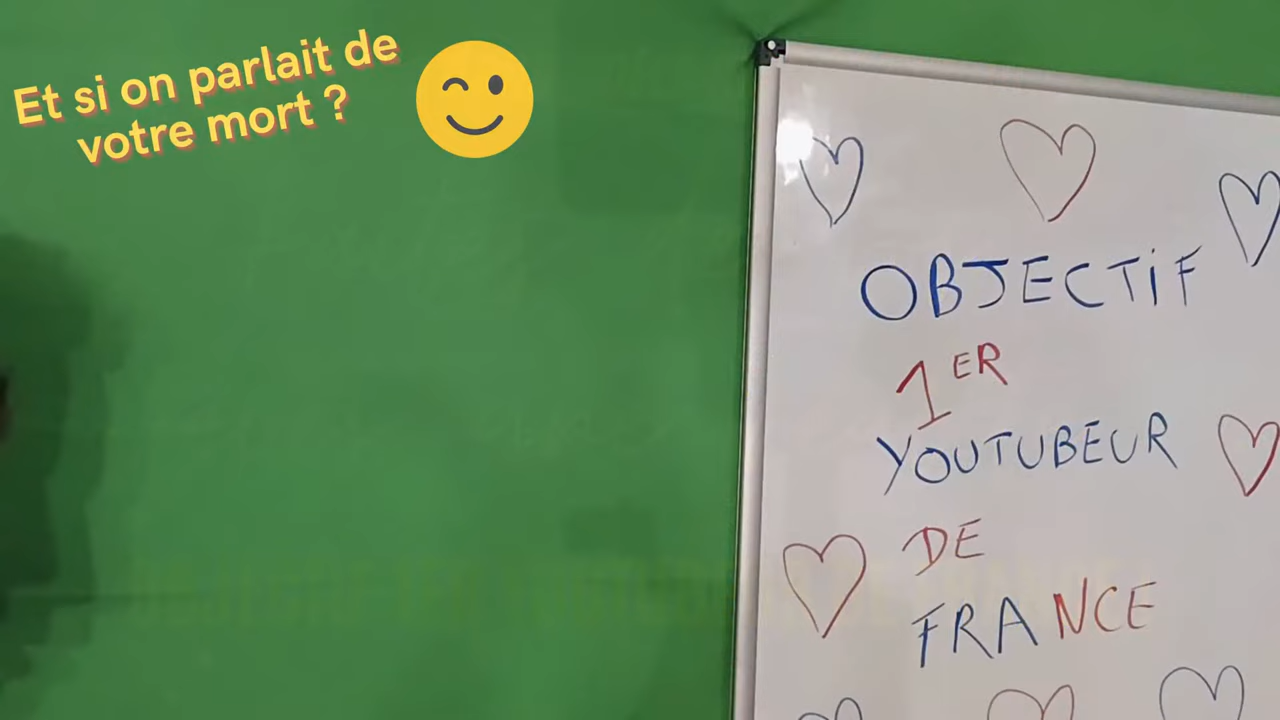 Et si on parlait de
votre mort ?
OBJECTIF
1ER
YOUTUBEUR
DE
FRANCE